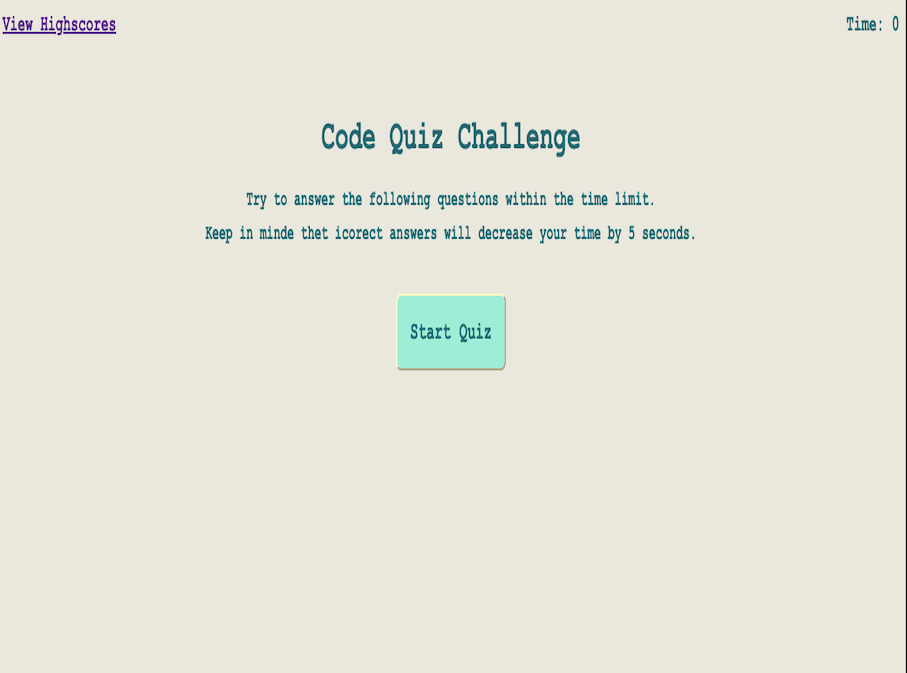 View Highscores
Time: 0
Code Quiz Challenge
Try to answer the following questions within the time limit.
Keep in minde thet icorect answers will decrease your time by 5 seconds.
Start Quiz